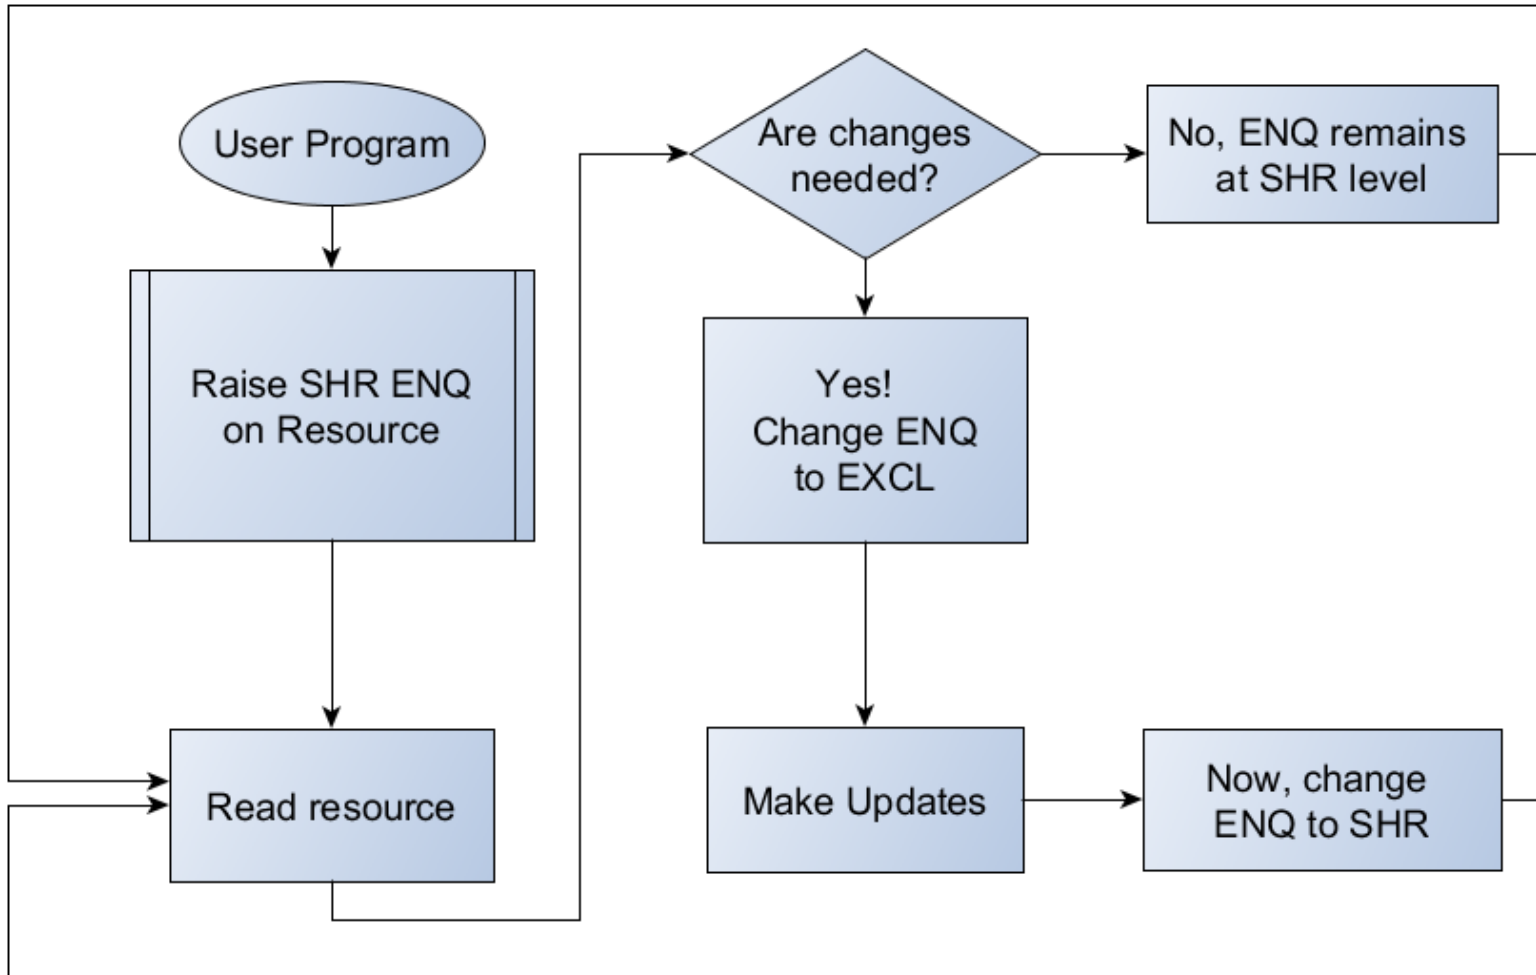 User Program
Raise SHR ENQ
on Resource
Read resource
Are changes
needed?
No, ENQ remains
at SHR level
Yes!
Change ENQ
to EXCL
Make Updates
Now, change
ENQ to SHR